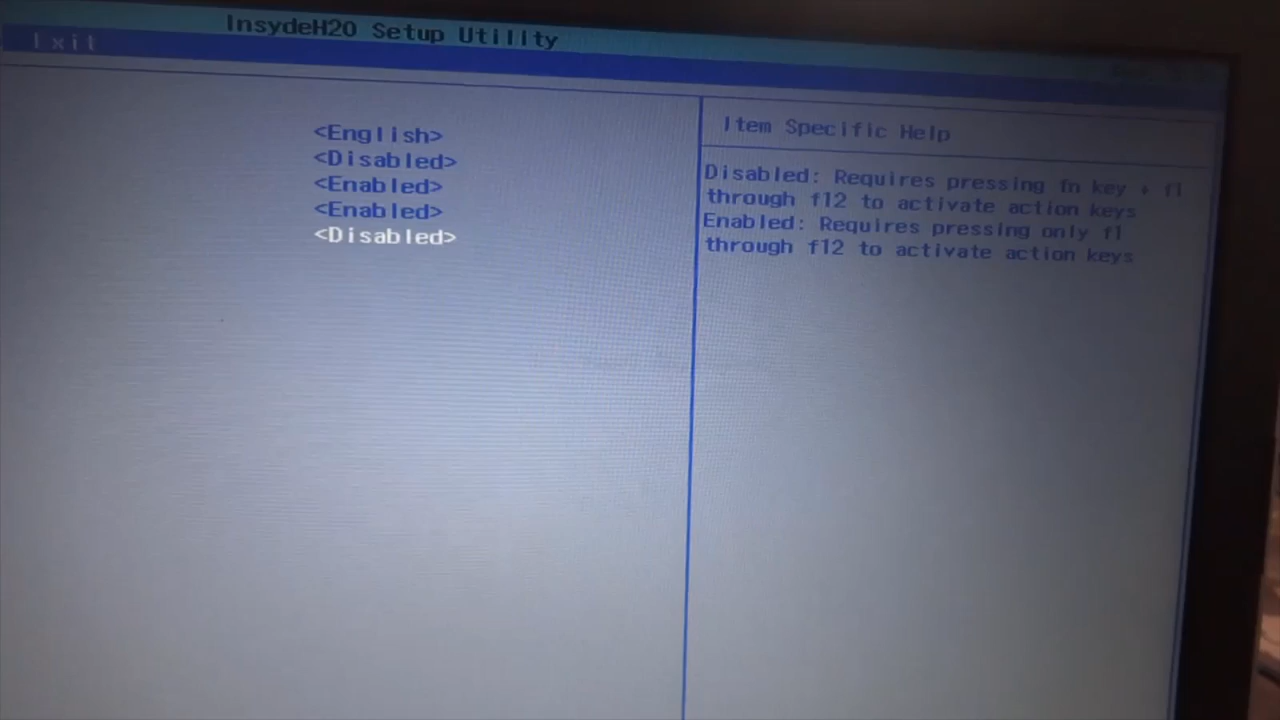 InsydeH20 Setup Utility
Exit
<English>
<Disabled>
<Enabled>
<Enabled>
<Disabled>
Item Specific Help
Disabled: Requires pressing fn key + f1
through f12 to activate action keys
Enabled: Requires pressing only f1
through f12 to activate action keys